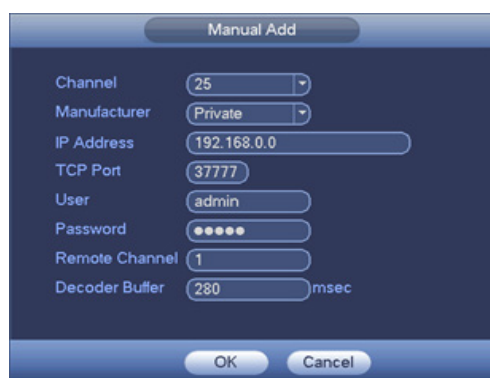 Manual Add
Channel 25
Manufacturer Private
IP Address 192.168.0.0
TCP Port 37777
User admin
Password ●●●●●
Remote Channel 1
Decoder Buffer 280 msec
OK Cancel